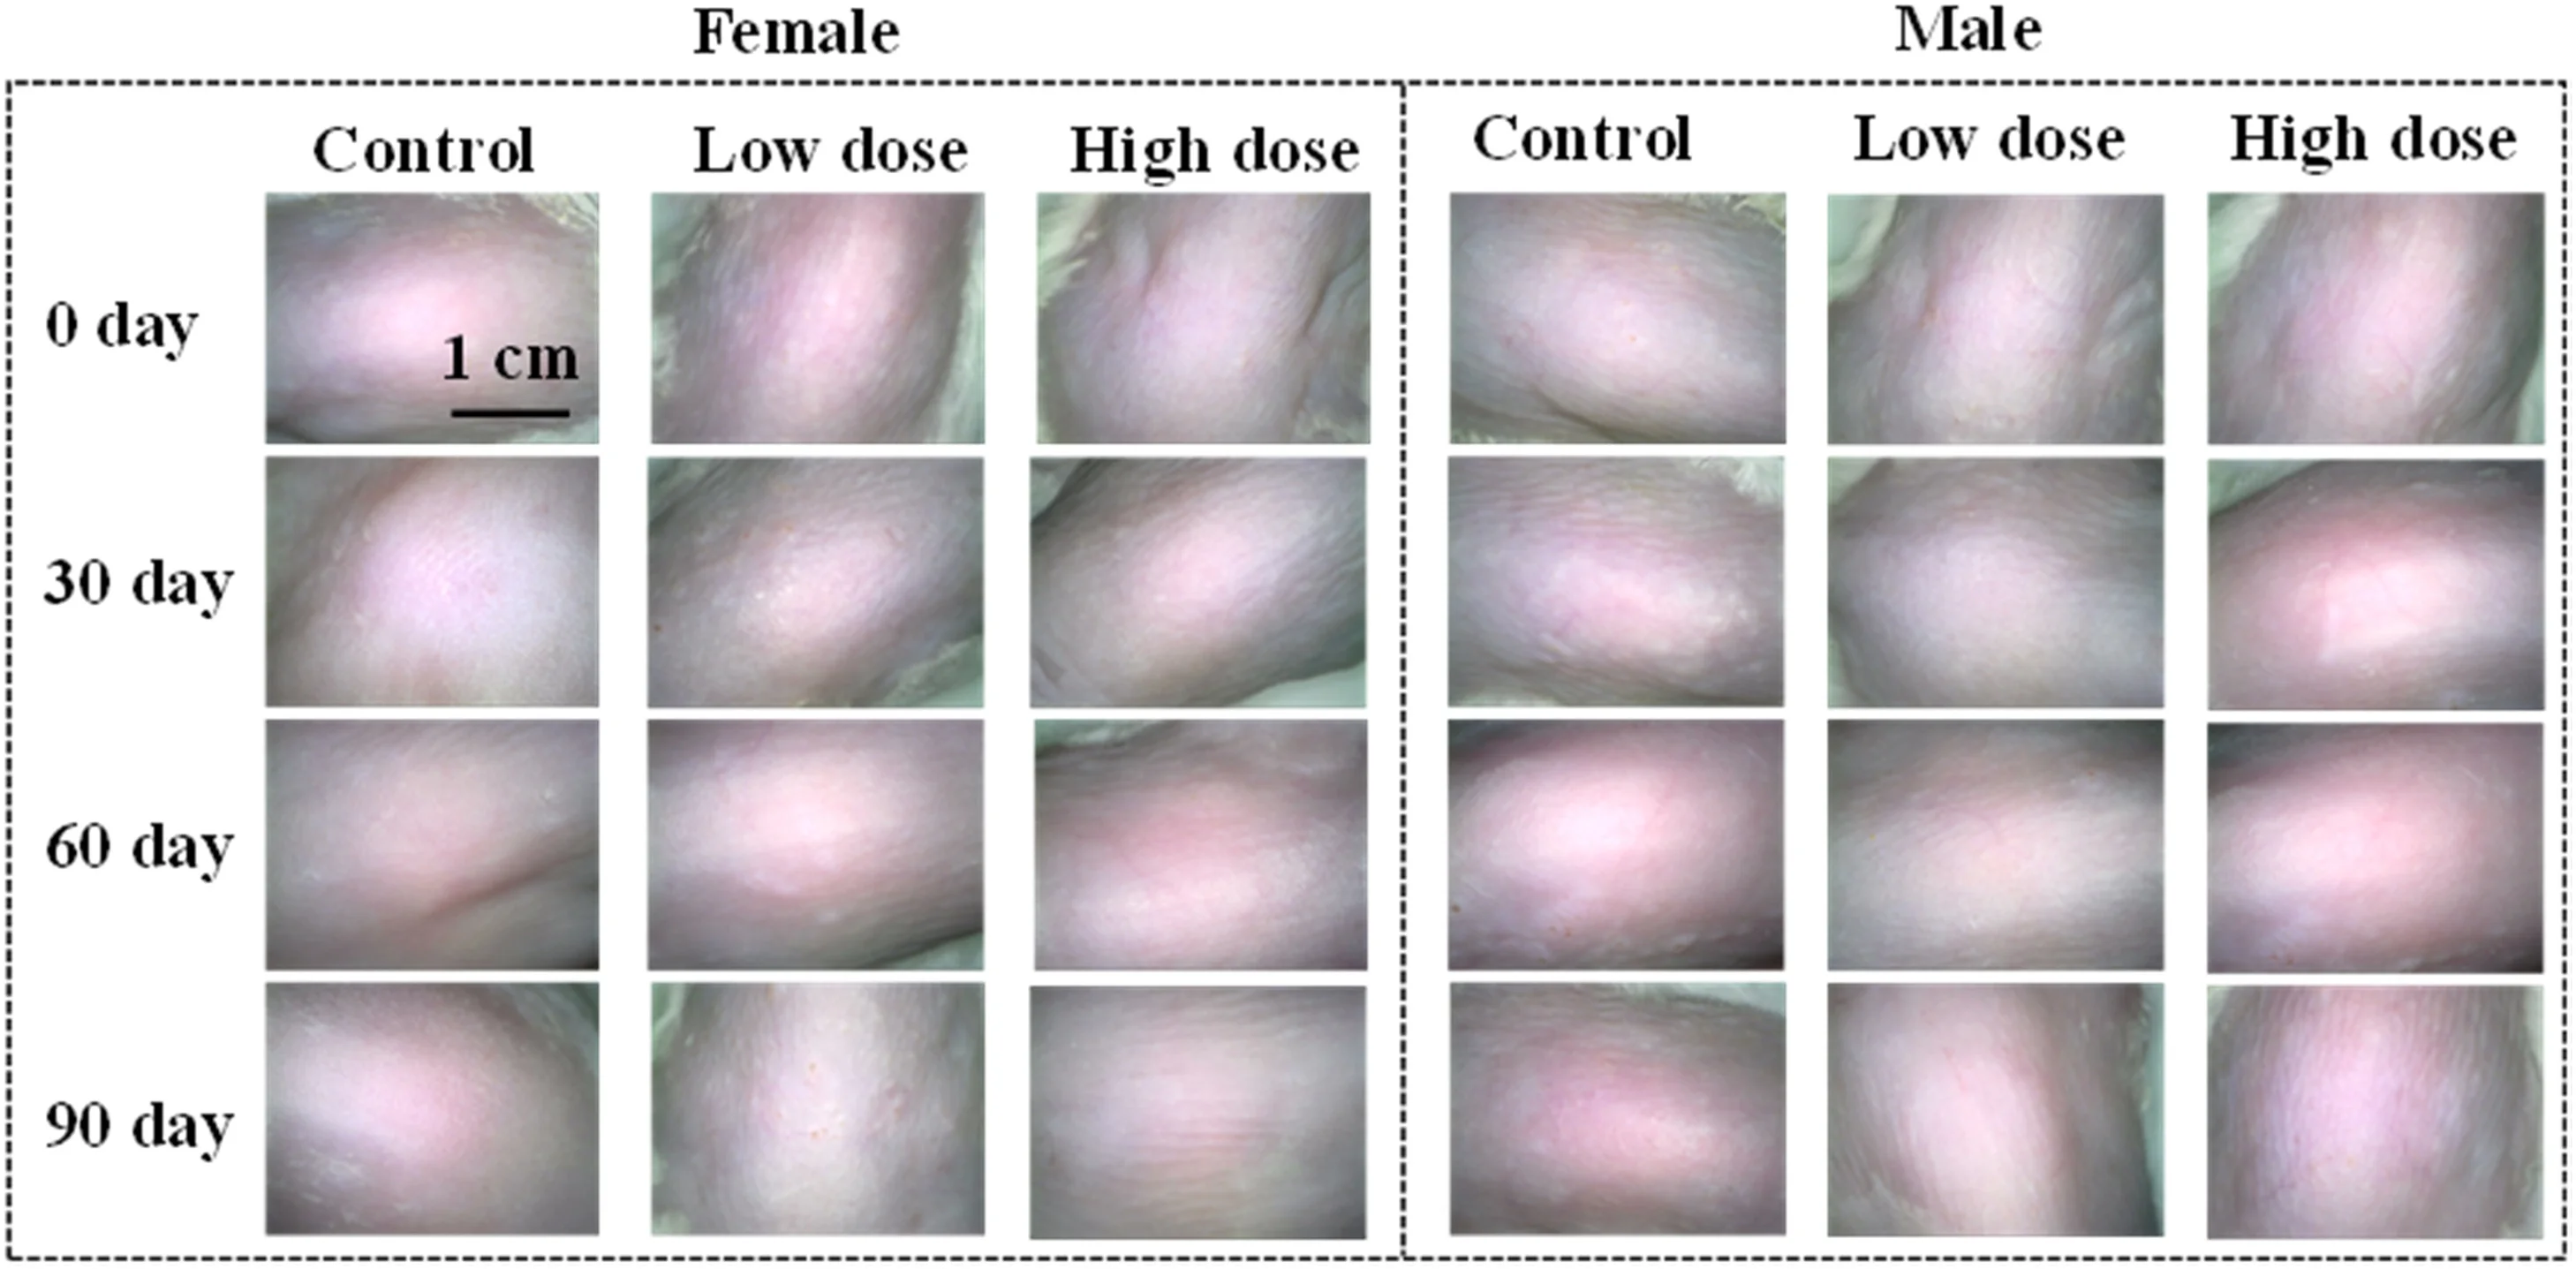 Female
Male
Control
Low dose
High dose
Control
Low dose
High dose
0 day
1 cm
30 day
60 day
90 day